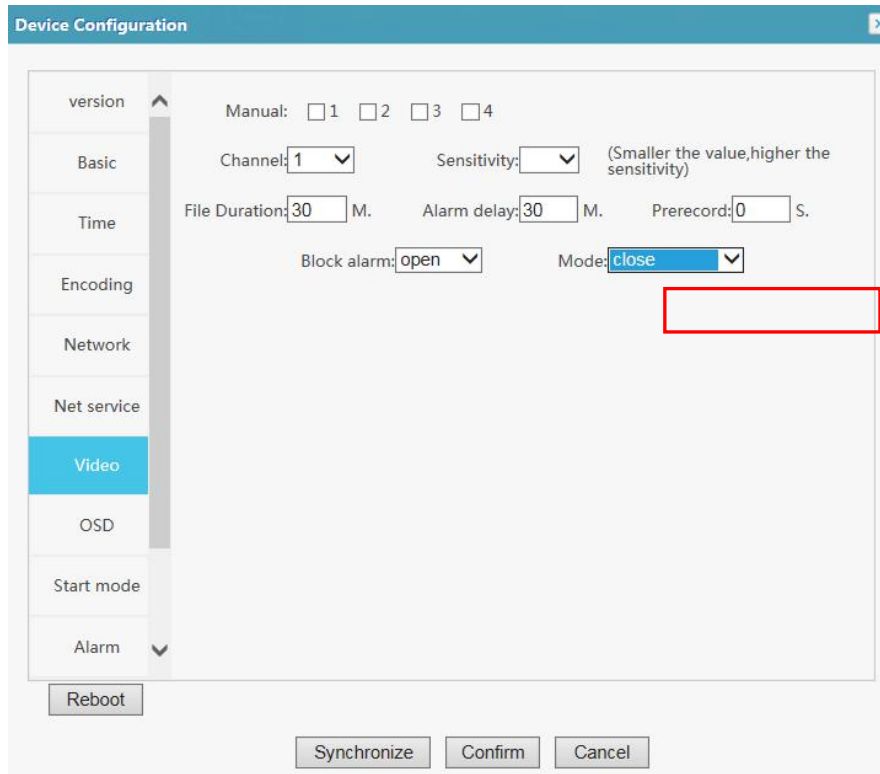 Device Configuration
version
Basic
Time
Encoding
Network
Net service
Video
OSD
Start mode
Alarm
Reboot
Manual: 1 2 3 4
Channel: 1 Sensitivity: (Smaller the value,higher the
sensitivity)
File Duration: 30 M. Alarm delay: 30 M. Prerecord: 0 S.
Block alarm: open Mode: close
Synchronize Confirm Cancel